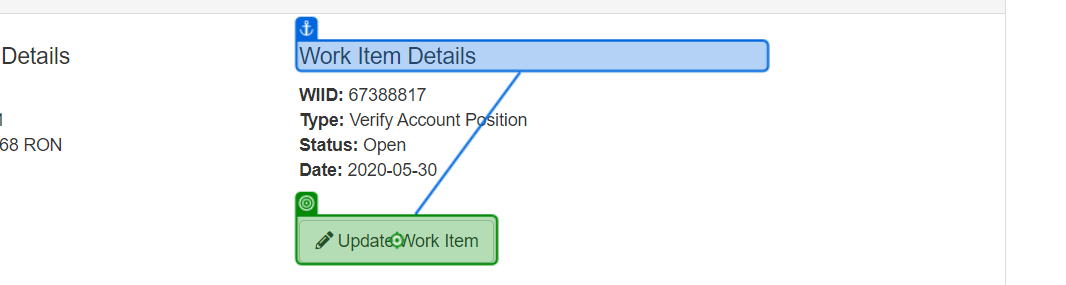 Details
Work Item Details
WIID: 67388817
Type: Verify Account Position
68 RON
Status: Open
Date: 2020-05-30
Update Work Item